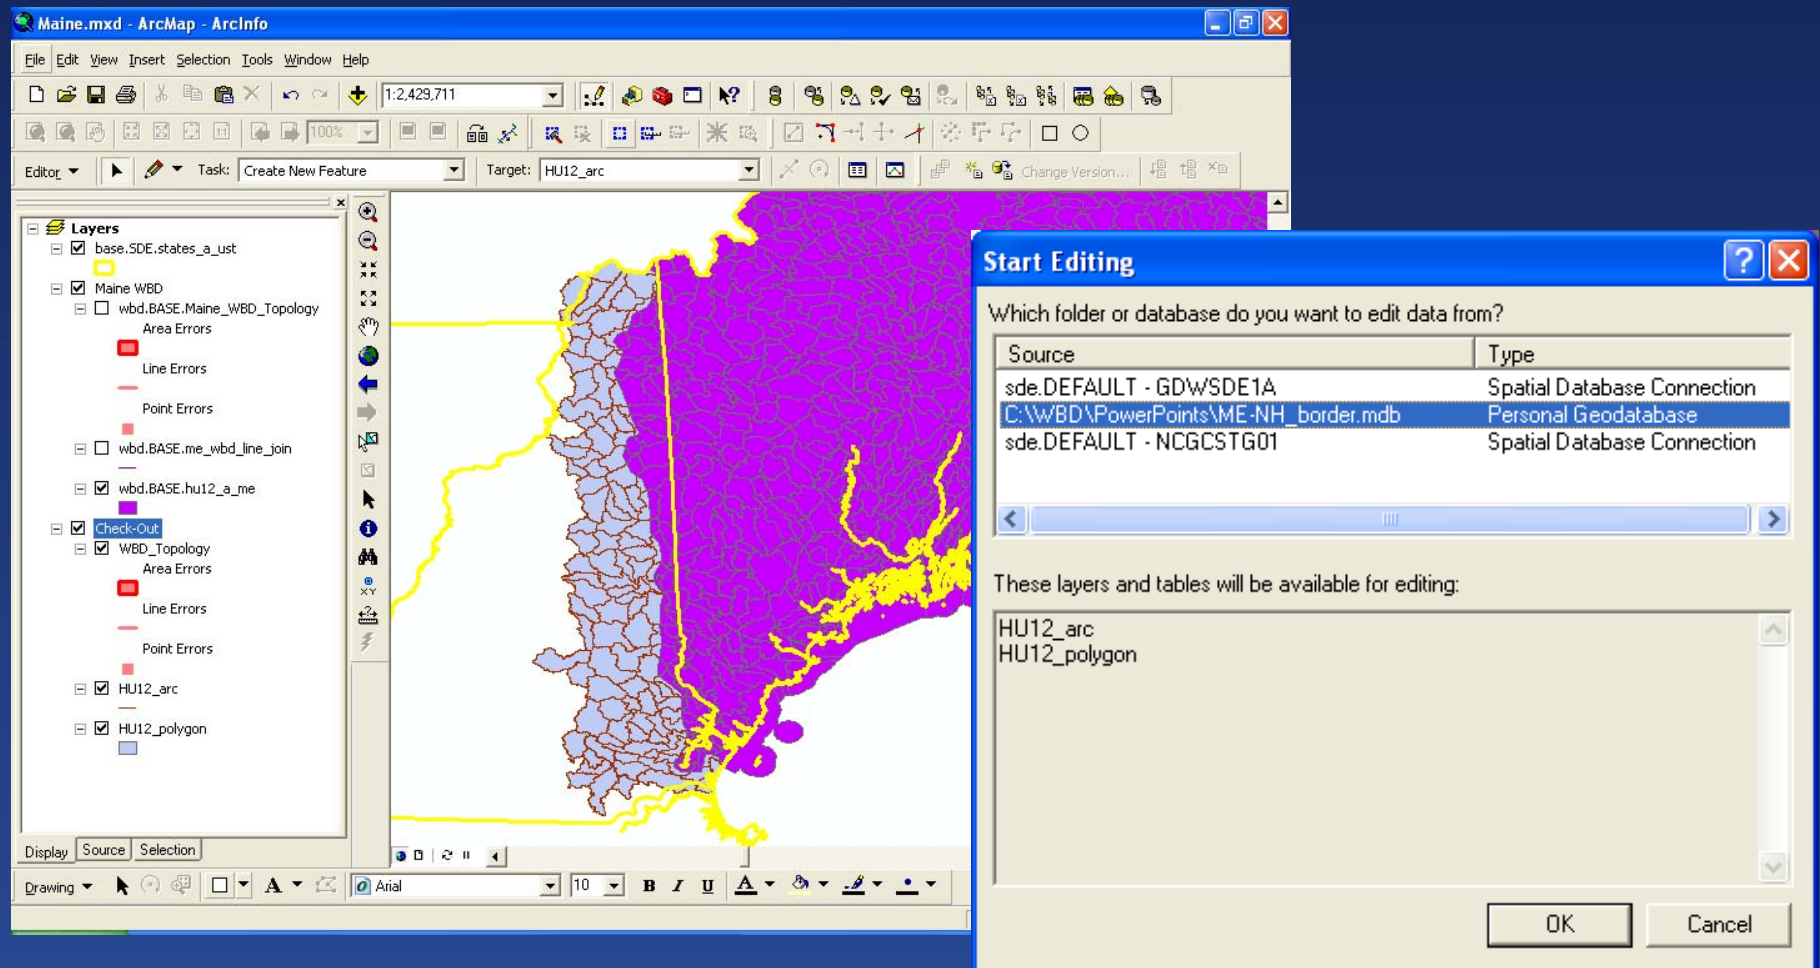 Maine.mxd - ArcMap - ArcInfo
File Edit View Insert Selection Tools Window Help
1:2,429,711
100%
Editor Task: Create New Feature Target: HU12_arc Change Version...
Layers
base.SDE.states_a_ust
Maine WBD
wbd.BASE.Maine_WBD_Topology
Area Errors
Line Errors
Point Errors
wbd.BASE.me_wbd_line_join
wbd.BASE.hu12_a_me
Check-Out
WBD_Topology
Area Errors
Line Errors
Point Errors
HU12_arc
HU12_polygon
Display Source Selection
Drawing A Arial 10 B I U A
Start Editing
Which folder or database do you want to edit data from?
Source Type
sde.DEFAULT - GDWSDE1A Spatial Database Connection
C:\WBD\PowerPoints\ME-NH_border.mdb Personal Geodatabase
sde.DEFAULT - NCGCSTG01 Spatial Database Connection
These layers and tables will be available for editing:
HU12_arc
HU12_polygon
OK Cancel